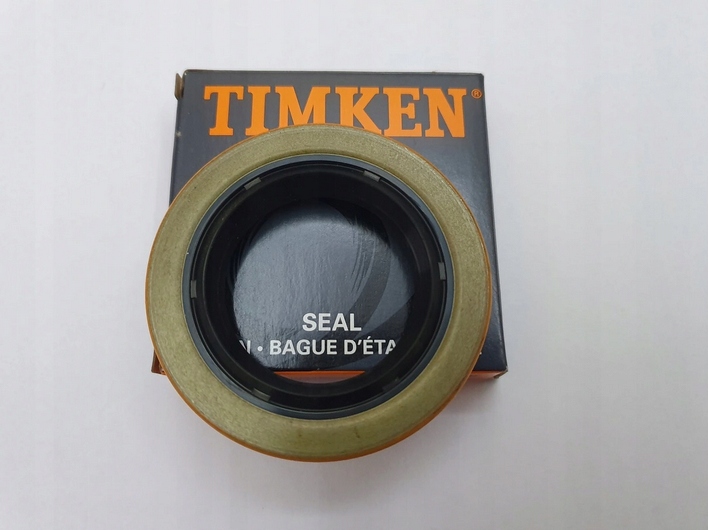 TIMKEN®
SEAL
• BAGUE D'ÉTA